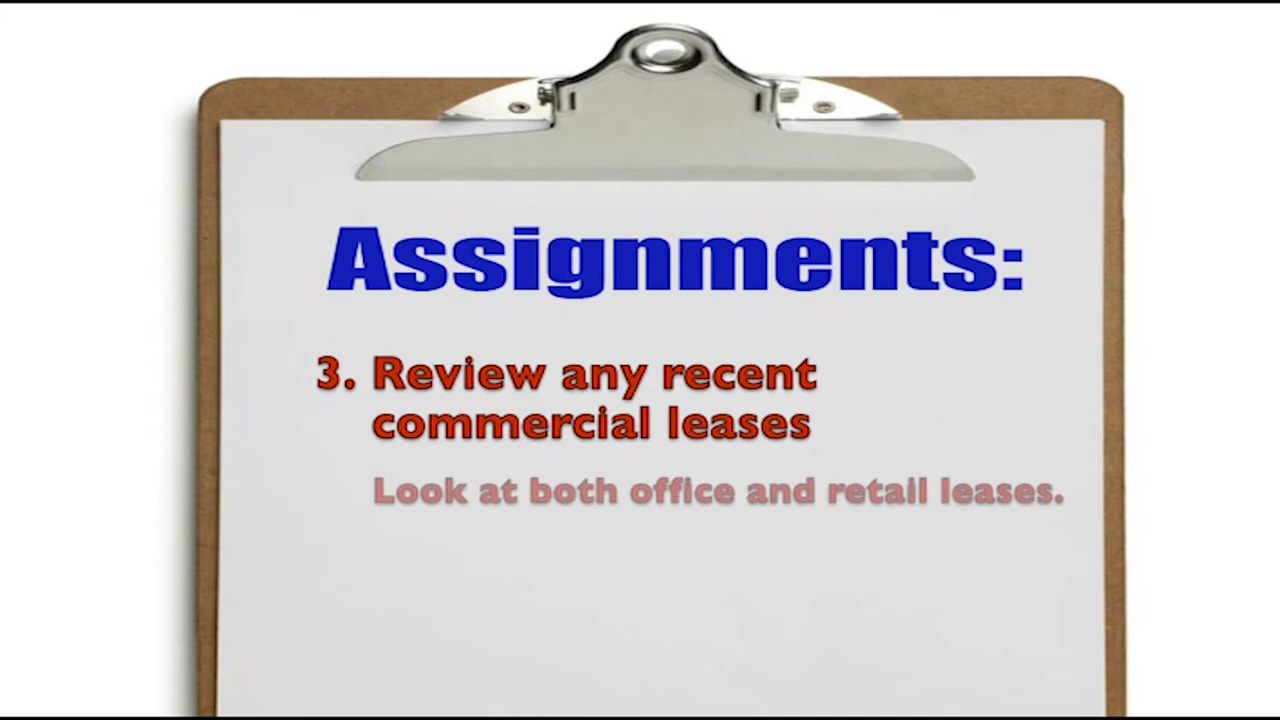 Assignments:
3. Review any recent
commercial leases
Look at both office and retail leases.